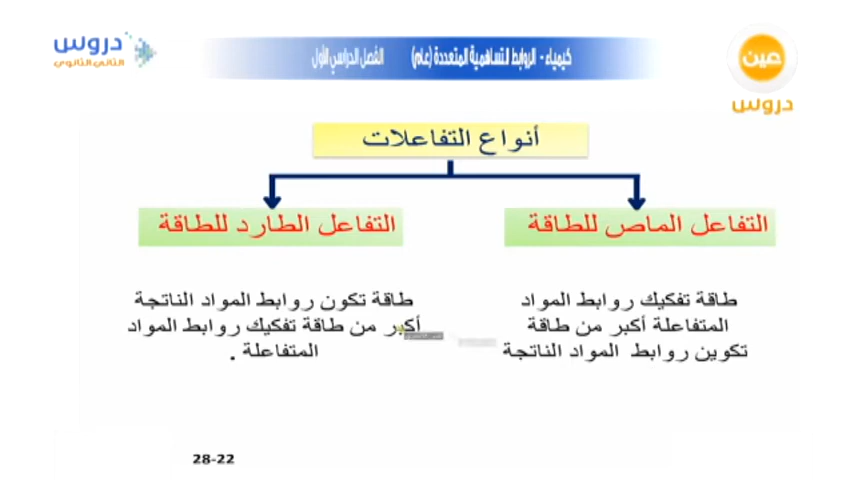 دروس
الثاني الثانوي
كيمياء - الروابط التساهمية المتعددة (عام) الفصل الدراسي الأول
عين
دروس
أنواع التفاعلات
التفاعل الماص للطاقة
طاقة تفكيك روابط المواد
المتفاعلة أكبر من طاقة
تكوين روابط المواد الناتجة
التفاعل الطارد للطاقة
طاقة تكون روابط المواد الناتجة
أكبر من طاقة تفكيك روابط المواد
المتفاعلة .
28-22